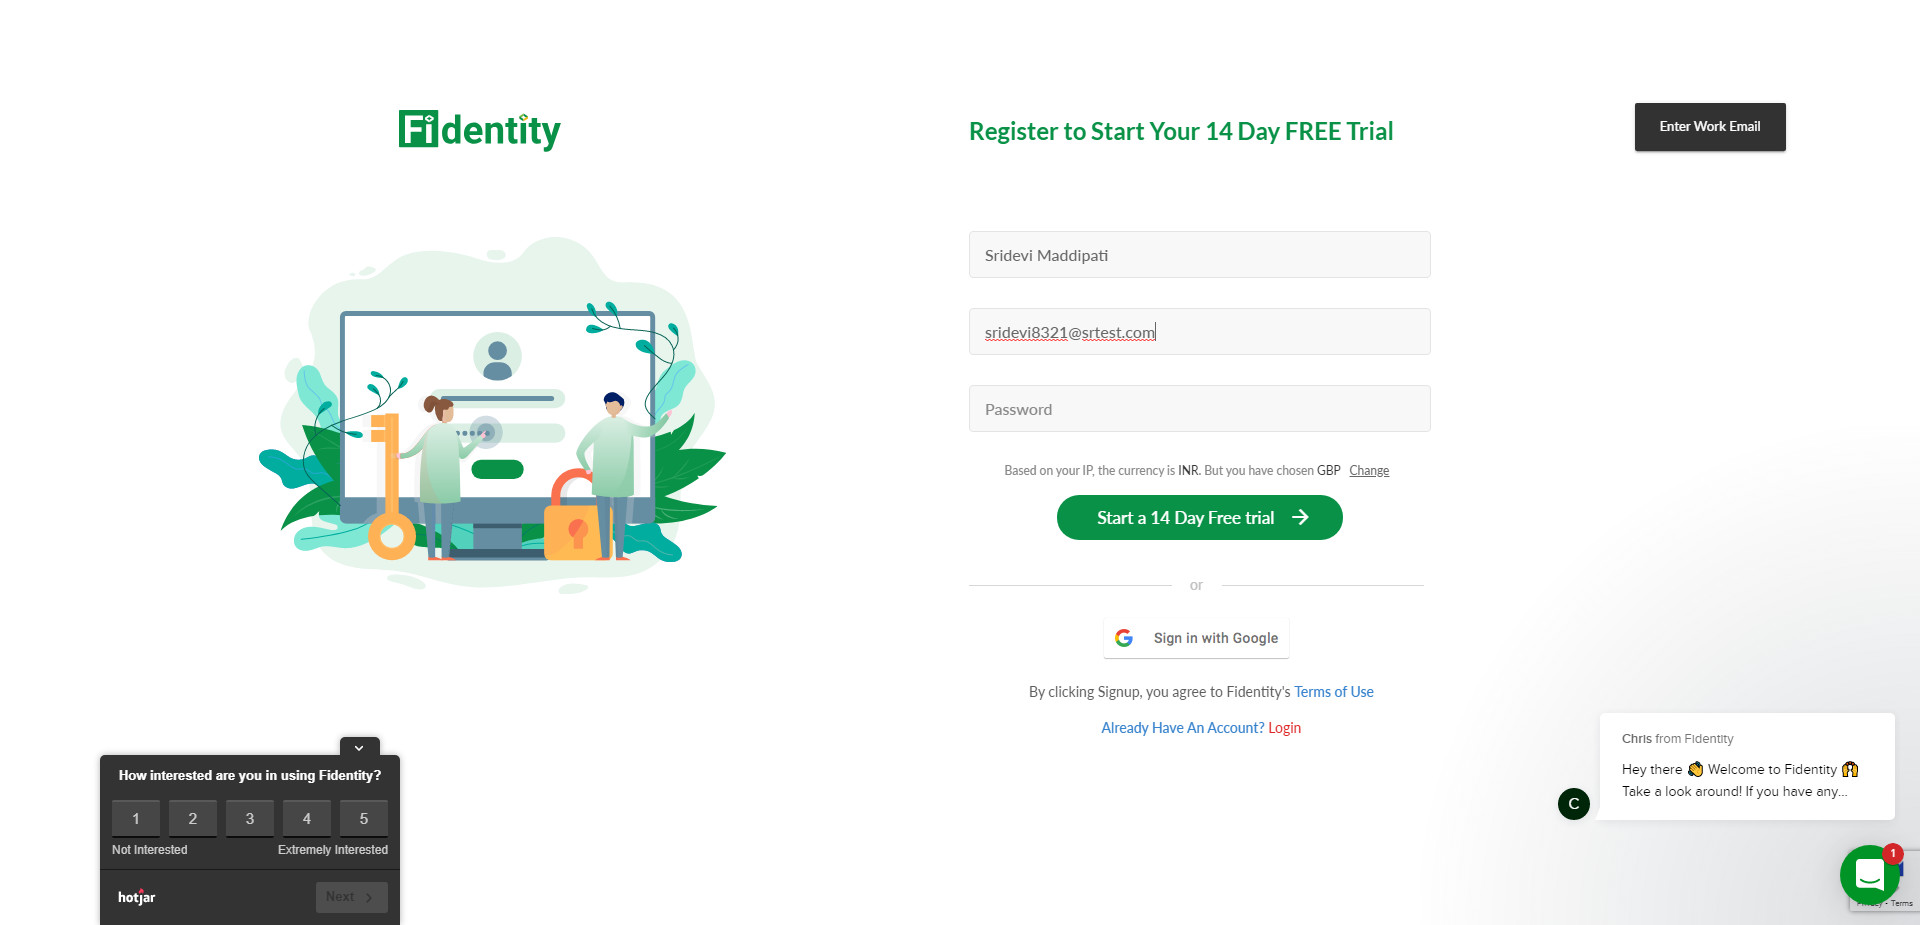 Fidentity
Register to Start Your 14 Day FREE Trial
Enter Work Email
Sridevi Maddipati
sridevi8321@srtest.com
Password
Based on your IP, the currency is INR. But you have chosen GBP Change
Start a 14 Day Free trial
or
Sign in with Google
By clicking Signup, you agree to Fidentity's Terms of Use
Already Have An Account? Login
How interested are you in using Fidentity?
1 2 3 4 5
Not Interested Extremely Interested
hotjar
Next
Chris from Fidentity
Hey there 👏 Welcome to Fidentity 🙌
Take a look around! If you have any...
C
1
Terms